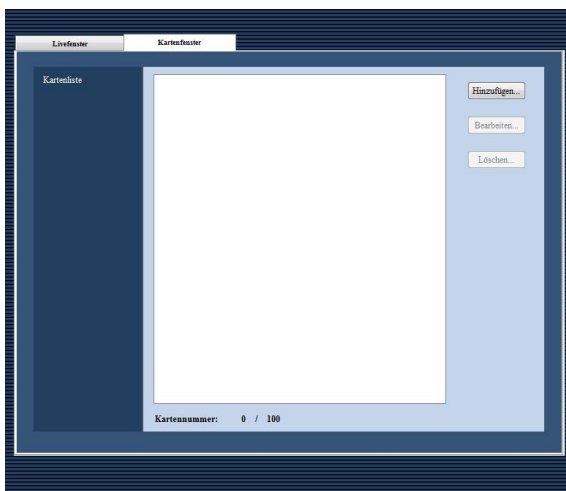 Livefenster Kartenfenster
Kartenliste
Hinzufügen...
Bearbeiten...
Löschen...
Kartennummer: 0 / 100